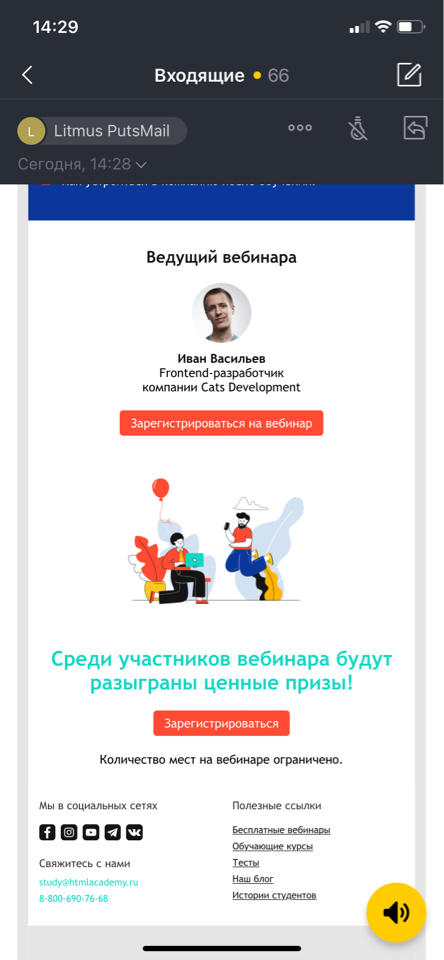 14:29
Входящие • 66
L Litmus PutsMail
Сегодня, 14:28
Ведущий вебинара
Иван Васильев
Frontend-разработчик
компании Cats Development
Зарегистрироваться на вебинар
Среди участников вебинара будут
разыграны ценные призы!
Зарегистрироваться
Количество мест на вебинаре ограничено.
Мы в социальных сетях
Свяжитесь с нами
study@htmlacademy.ru
8-800-690-76-68
Полезные ссылки
Бесплатные вебинары
Обучающие курсы
Тесты
Наш блог
Истории студентов